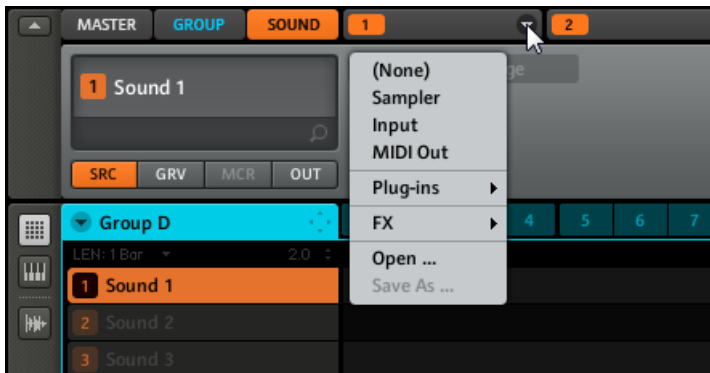 MASTER GROUP SOUND 1 2
1 Sound 1
SRC GRV MCR OUT
(None)
Sampler
Input
MIDI Out
Plug-ins
FX
Open ...
Save As ...
Group D 4 5 6 7
LEN: 1 Bar 2.0
1 Sound 1
2 Sound 2
3 Sound 3